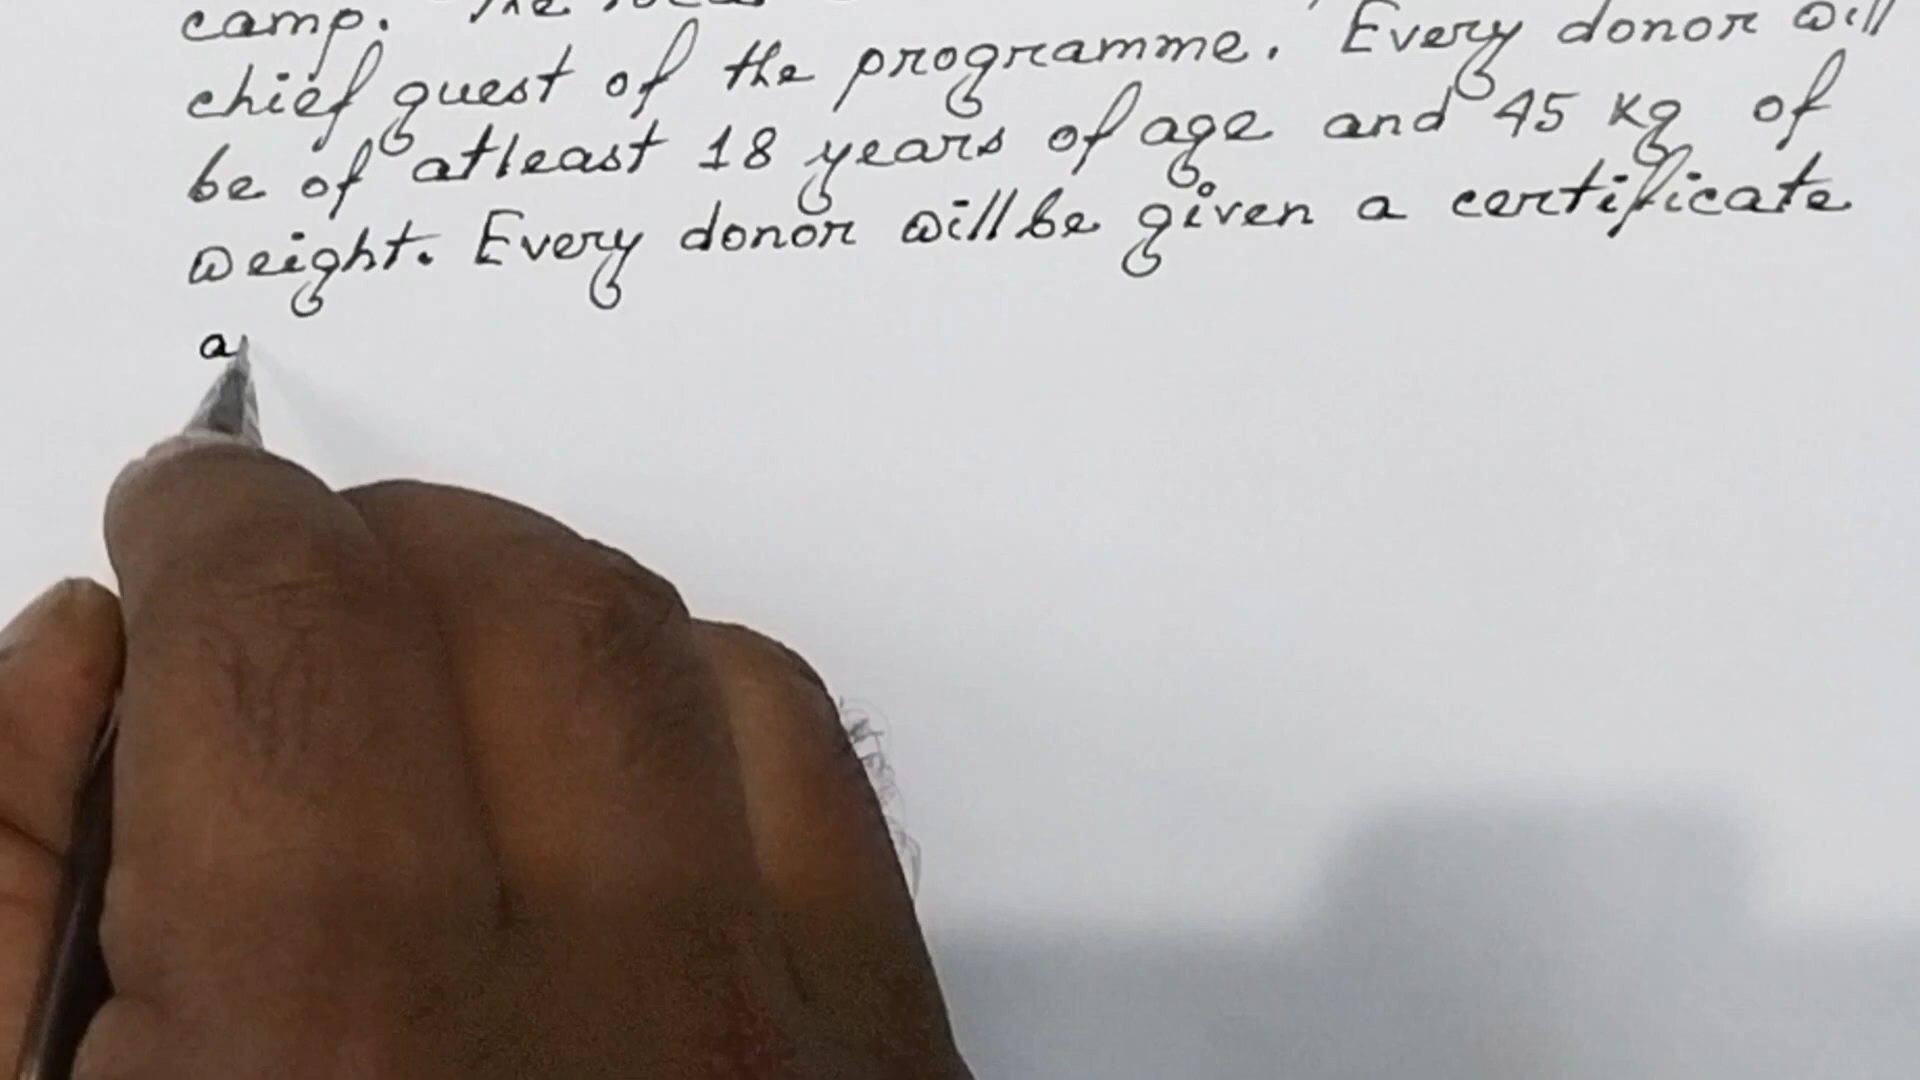 camp. The
chief guest of the programme. Every donor will
be of atleast 18 years of age and 45 kg of
weight. Every donor will be given a certificate
a